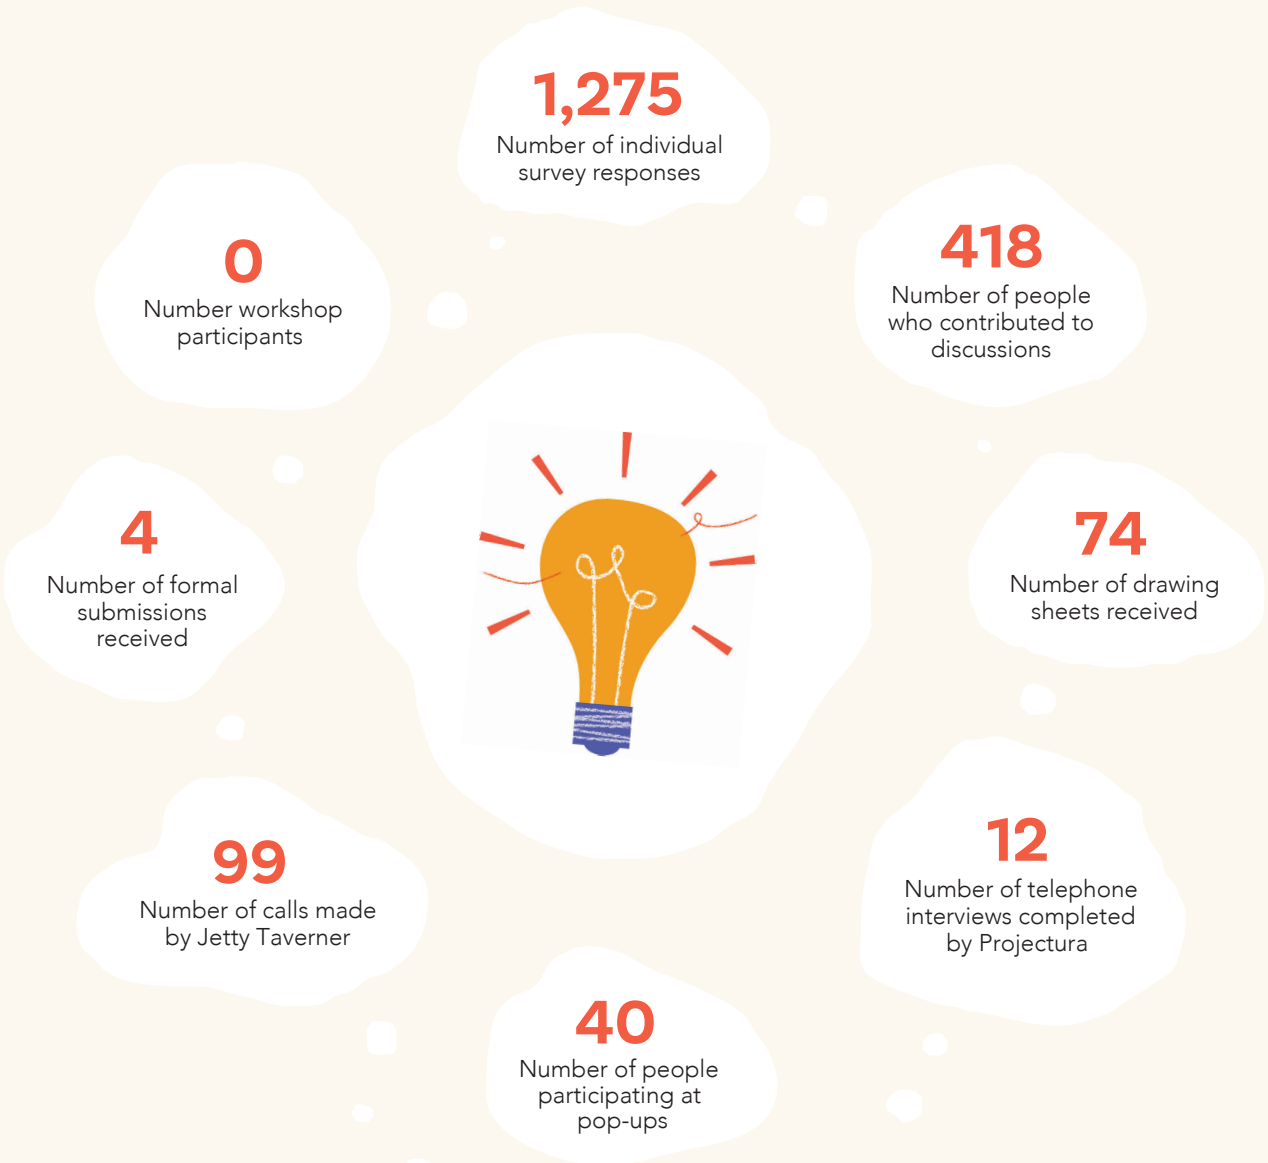 1,275
Number of individual
survey responses
418
Number of people
who contributed to
discussions
74
Number of drawing
sheets received
12
Number of telephone
interviews completed
by Projectura
40
Number of people
participating at
pop-ups
99
Number of calls made
by Jetty Taverner
4
Number of formal
submissions
received
0
Number workshop
participants